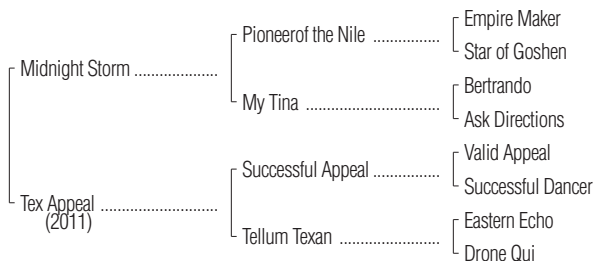 Empire Maker
Pioneerof the Nile ................
Star of Goshen
Midnight Storm ....................
Bertrando
My Tina ...................................
Ask Directions
Valid Appeal
Successful Appeal ................
Successful Dancer
Tex Appeal ............................
(2011)
Eastern Echo
Tellum Texan ........................
Drone Qui